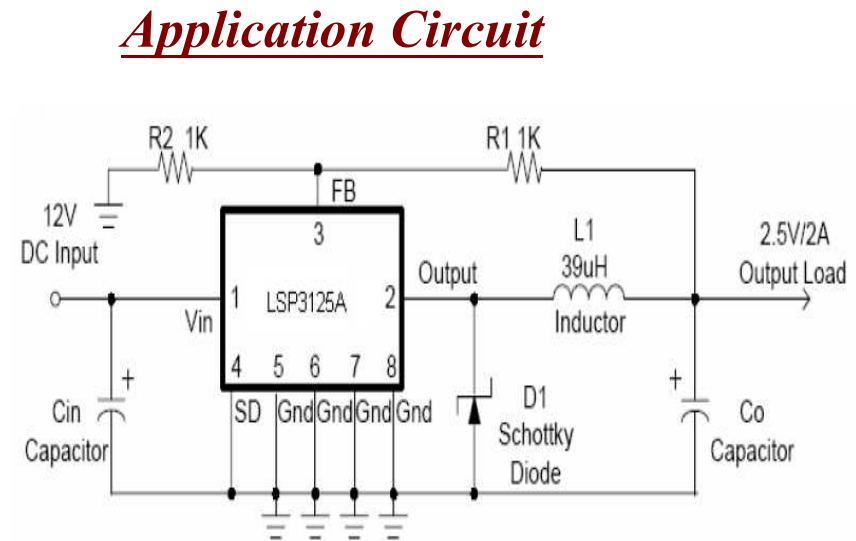 Application Circuit
R2 1K
R1 1K
FB
12V
DC Input
3
L1
39uH
2.5V/2A
Output Load
Output
Vin
1
LSP3125A
2
Inductor
4 5 6 7 8
+
+
SD Gnd Gnd Gnd Gnd
Cin
Capacitor
D1
Schottky
Diode
Co
Capacitor